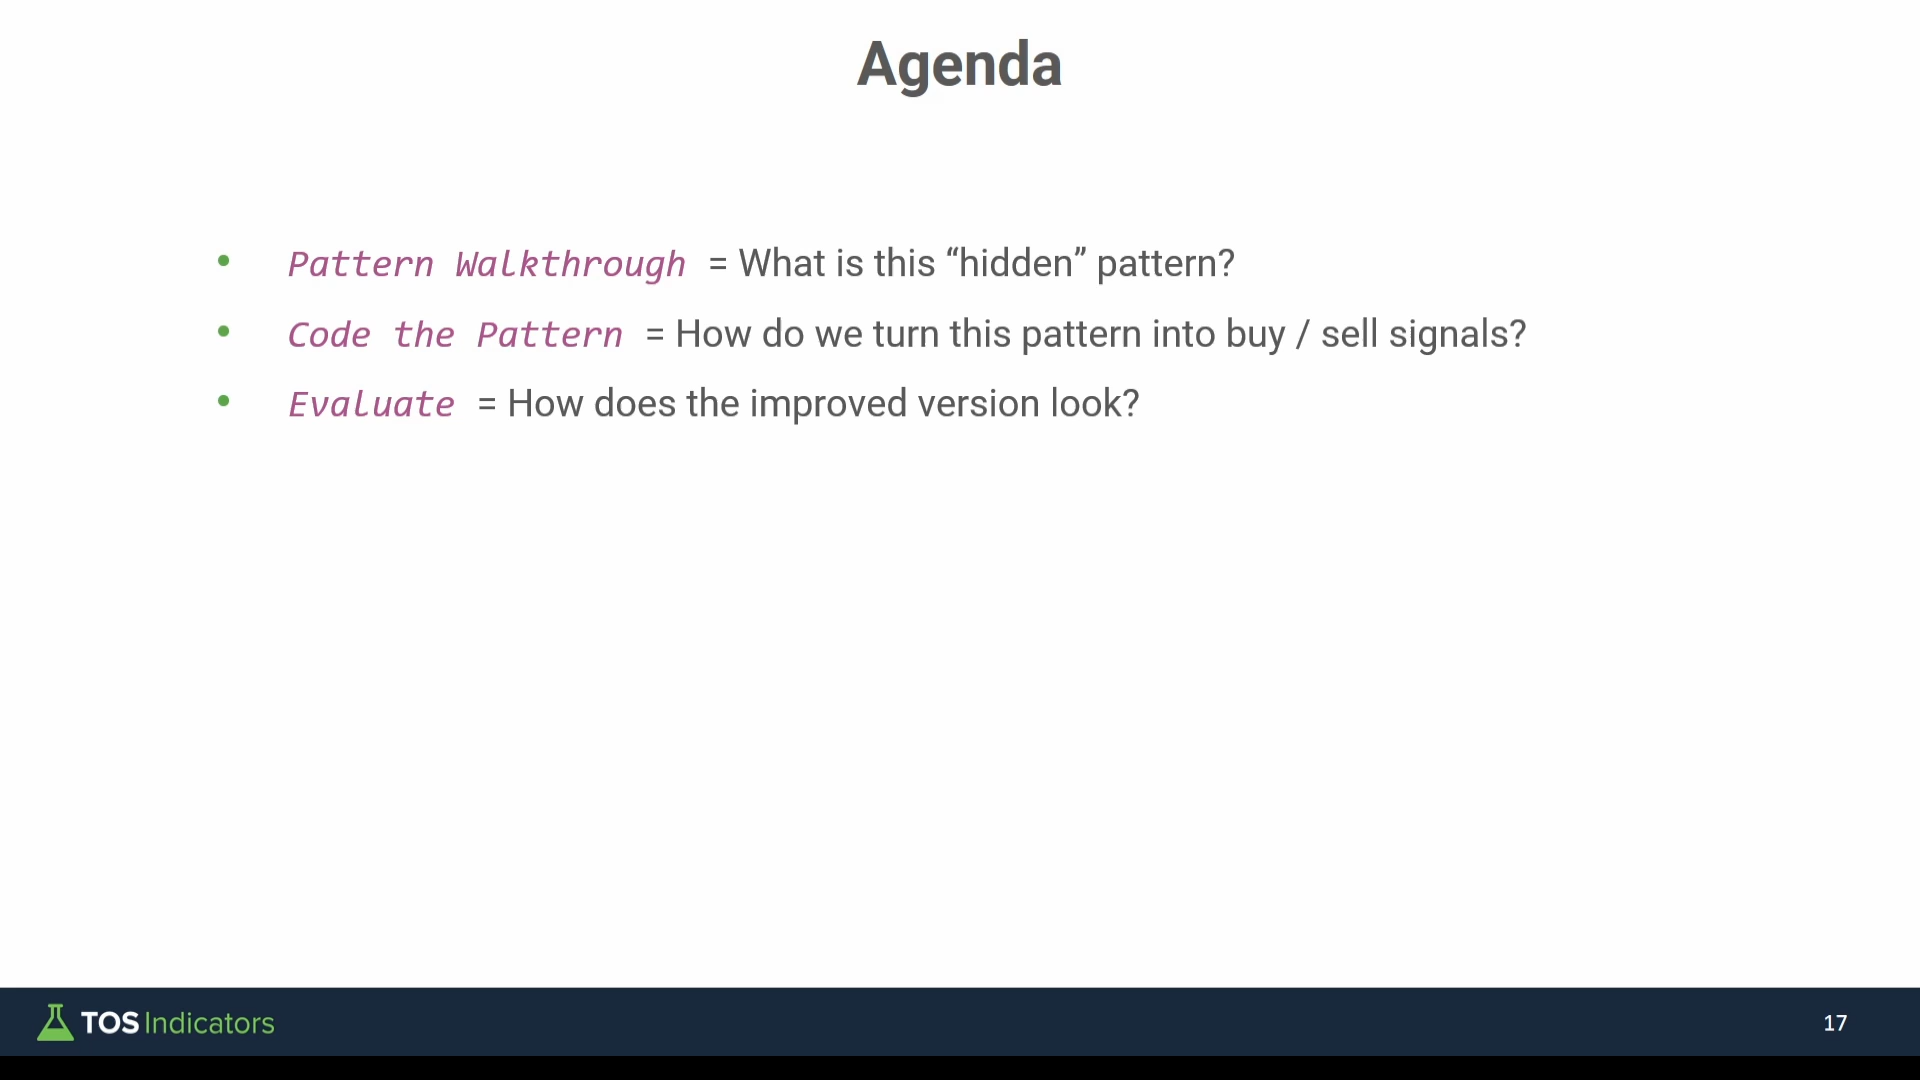 Agenda
• Pattern Walkthrough = What is this “hidden” pattern?
• Code the Pattern = How do we turn this pattern into buy / sell signals?
• Evaluate = How does the improved version look?
TOS Indicators
17